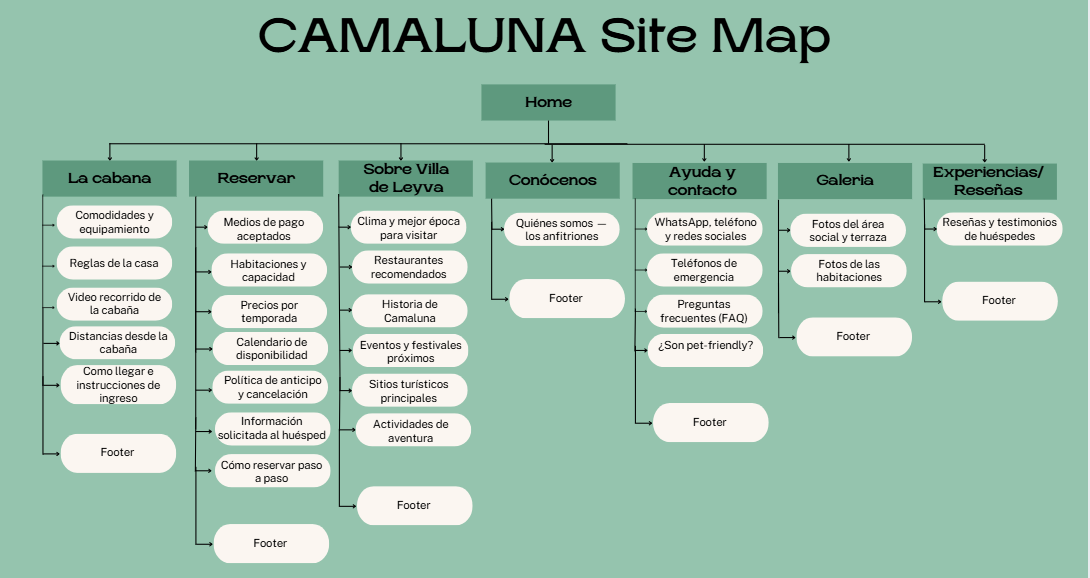 CAMALUNA Site Map
Home
La cabana
Comodidades y
equipamiento
Reglas de la casa
Video recorrido de
la cabaña
Distancias desde la
cabaña
Como llegar e
instrucciones de
ingreso
Footer
Reservar
Medios de pago
aceptados
Habitaciones y
capacidad
Precios por
temporada
Calendario de
disponibilidad
Política de anticipo
y cancelación
Información
solicitada al huésped
Cómo reservar paso
a paso
Footer
Sobre Villa
de Leyva
Clima y mejor época
para visitar
Restaurantes
recomendados
Historia de
Camaluna
Eventos y festivales
próximos
Sitios turísticos
principales
Actividades de
aventura
Footer
Conócenos
Quiénes somos —
los anfitriones
Footer
Ayuda y
contacto
WhatsApp, teléfono
y redes sociales
Teléfonos de
emergencia
Preguntas
frecuentes (FAQ)
¿Son pet-friendly?
Footer
Galeria
Fotos del área
social y terraza
Fotos de las
habitaciones
Footer
Experiencias/
Reseñas
Reseñas y testimonios
de huéspedes
Footer